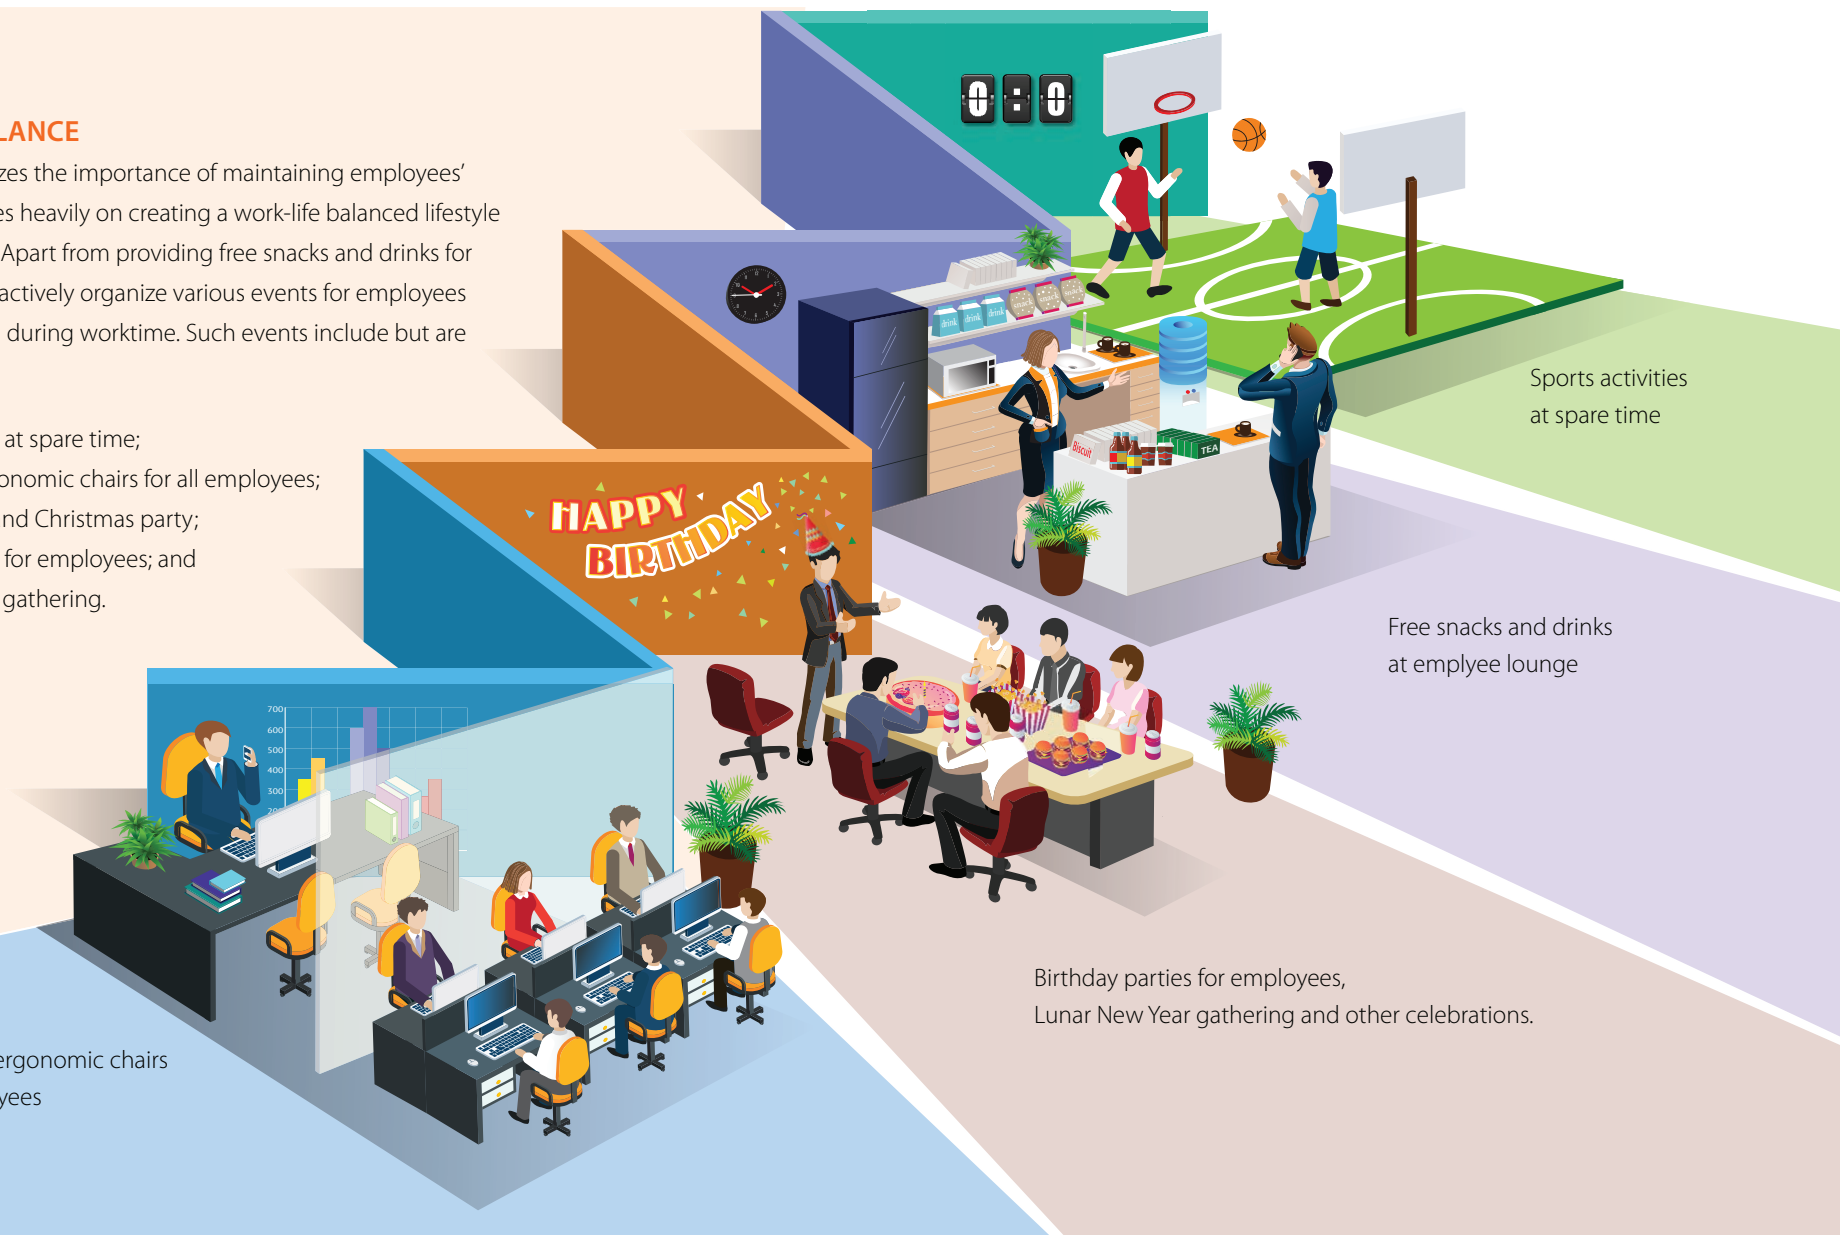 LANCE
zes the importance of maintaining employees’
es heavily on creating a work-life balanced lifestyle
Apart from providing free snacks and drinks for
actively organize various events for employees
during worktime. Such events include but are
at spare time;
onomic chairs for all employees;
nd Christmas party;
for employees; and
gathering.
0:0
drink drink drink snack snack snack
Biscuit
TEA
HAPPY
BIRTHDAY
700
600
500
400
300
Sports activities
at spare time
Free snacks and drinks
at emplyee lounge
Birthday parties for employees,
Lunar New Year gathering and other celebrations.
ergonomic chairs
yees